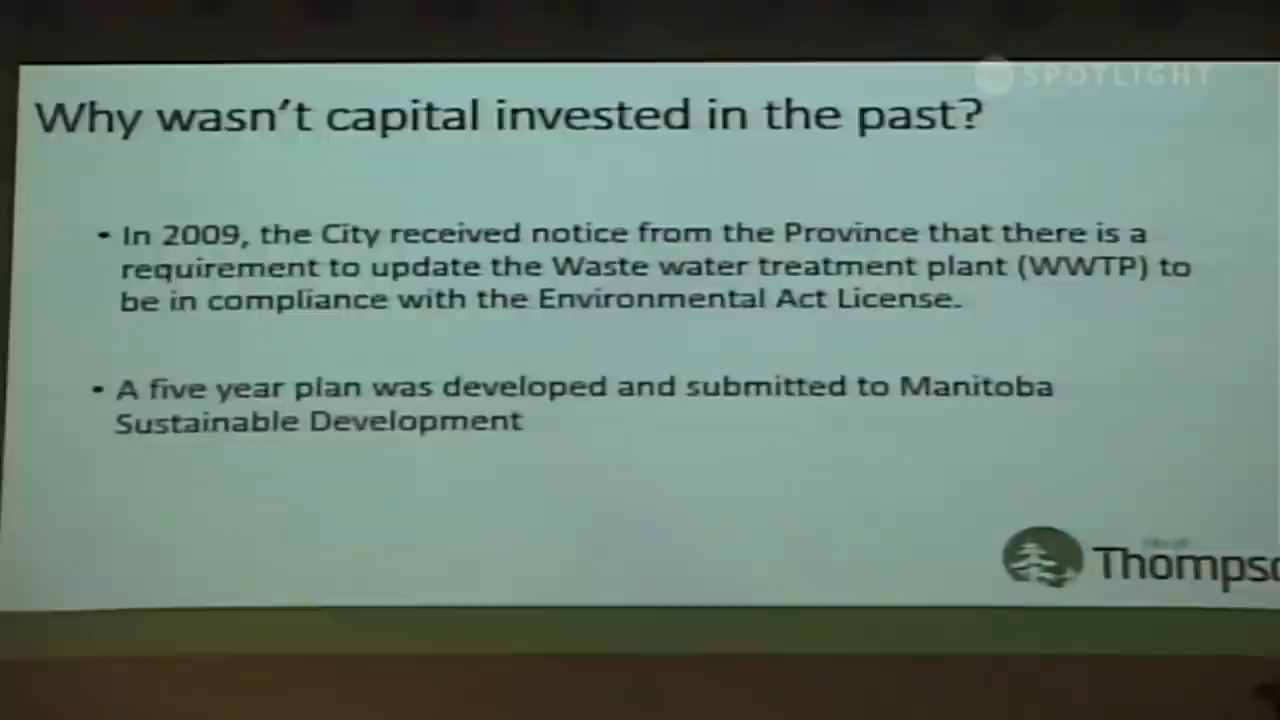 SPOTLIGHT
Why wasn't capital invested in the past?
• In 2009, the City received notice from the Province that there is a
requirement to update the Waste water treatment plant (WWTP) to
be in compliance with the Environmental Act License.
• A five year plan was developed and submitted to Manitoba
Sustainable Development
Thompso